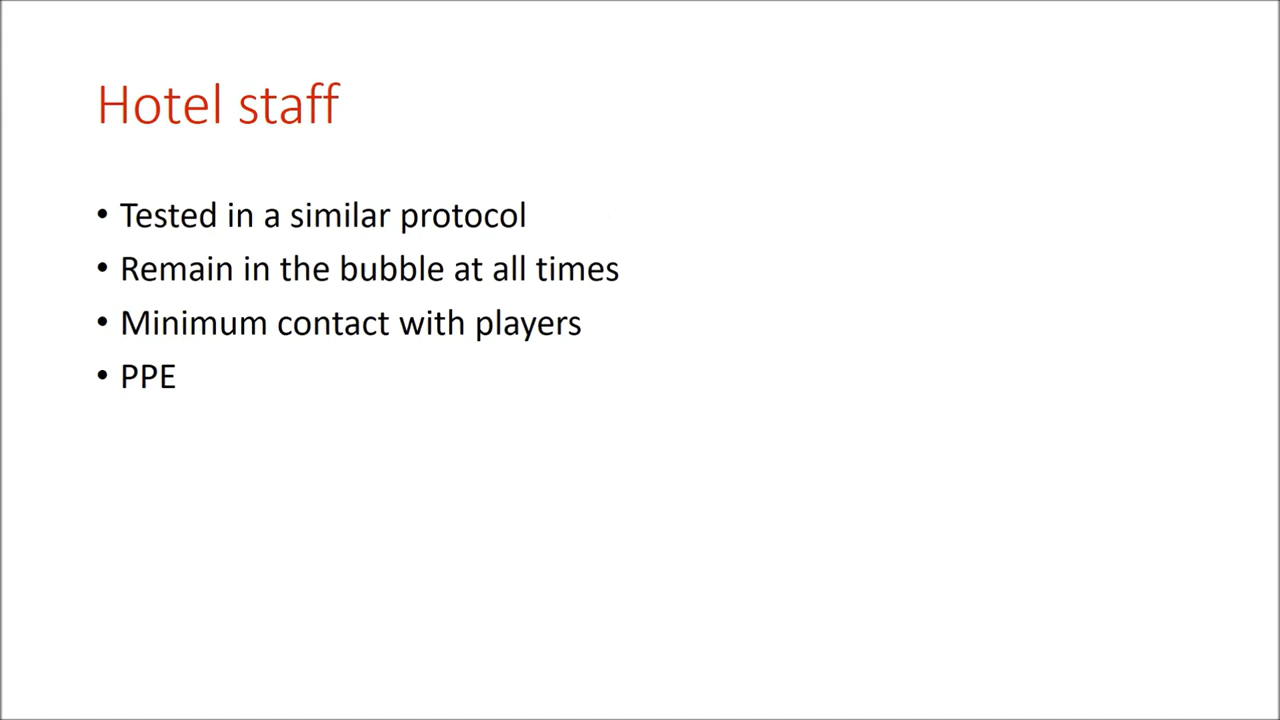 Hotel staff
• Tested in a similar protocol
• Remain in the bubble at all times
• Minimum contact with players
• PPE